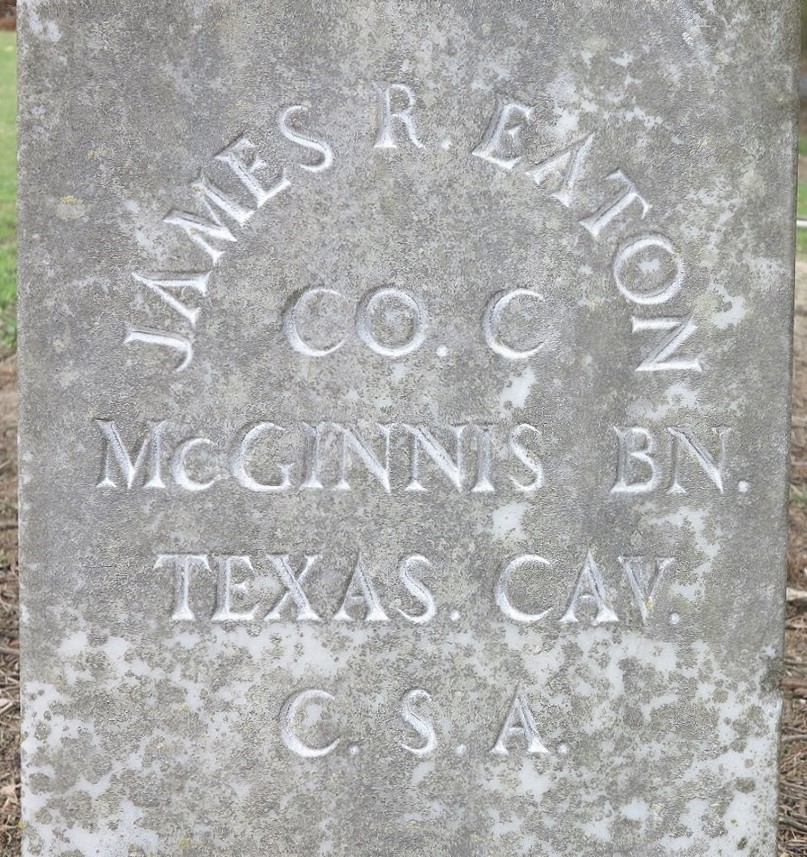 JAMES R. EATON
CO. C
McGINNIS BN.
TEXAS. CAV.
C. S. A.